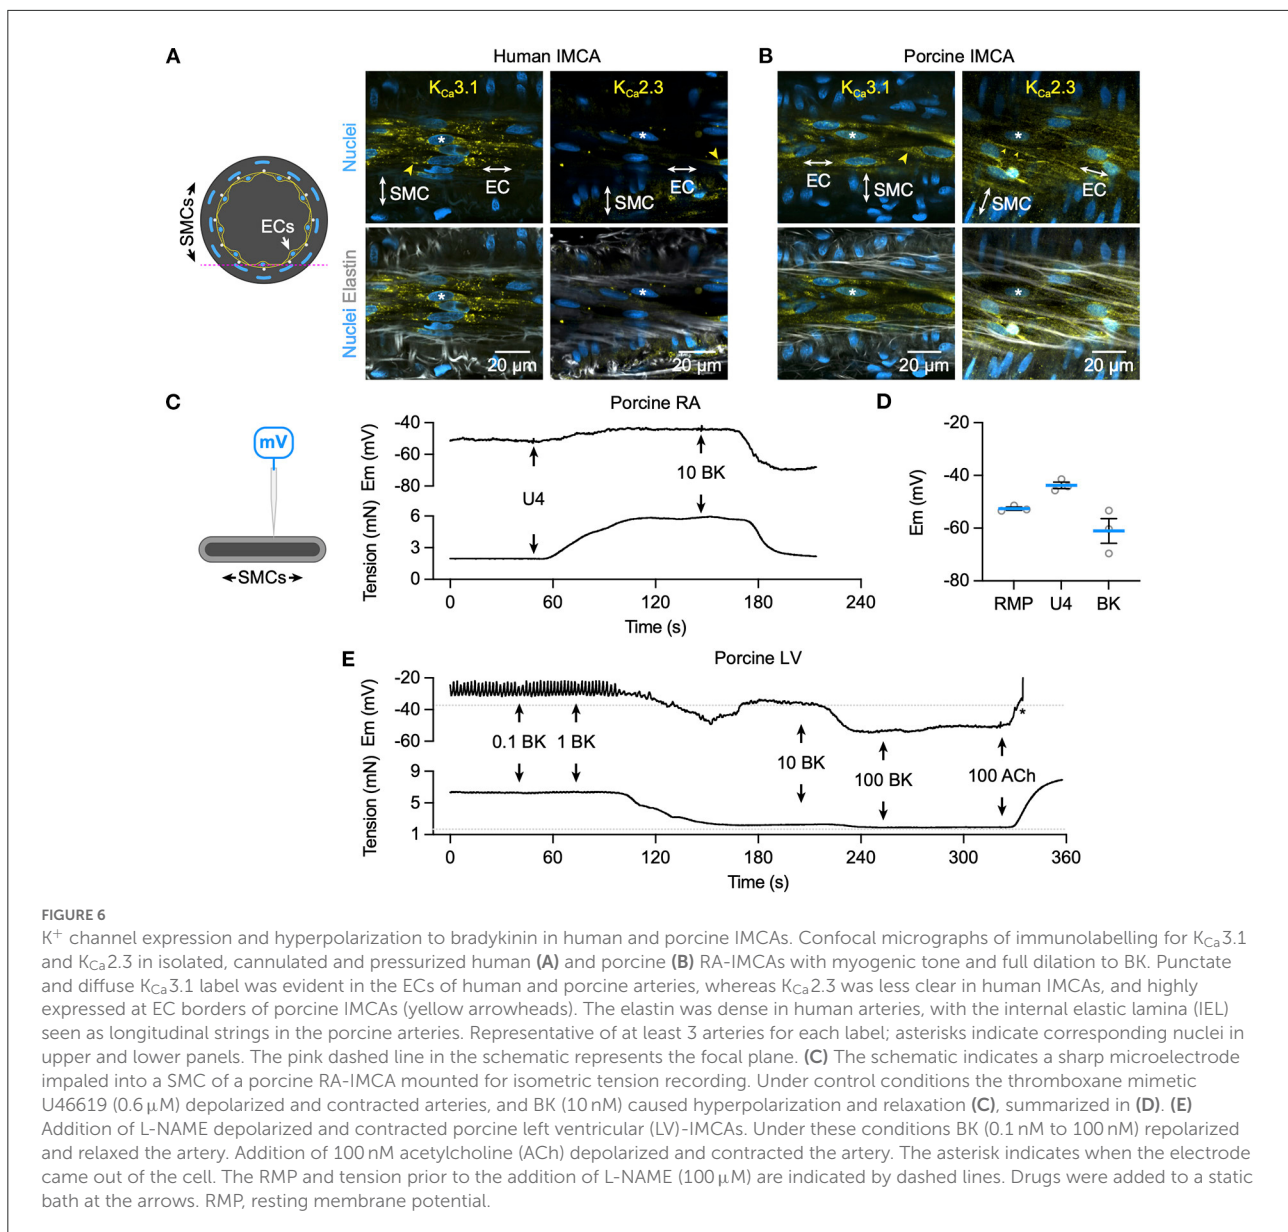 A
Human IMCA
B
Porcine IMCA
Nuclei
KCa3.1
KCa2.3
KCa3.1
KCa2.3
*
*
*
*
EC
SMC
EC
SMC
EC
SMC
EC
SMC
SMCs
ECs
Nuclei Elastin
*
*
*
*
20 µm
20 µm
20 µm
20 µm
C
Porcine RA
mV
SMCs
Em (mV)
-40
-60
-80
U4
10 BK
Tension (mN)
6
3
0
0 60 120 180 240
Time (s)
D
Em (mV)
-20
-40
-60
-80
RMP U4 BK
E
Porcine LV
Em (mV)
-20
-40
-60
*
0.1 BK 1 BK 10 BK 100 BK 100 ACh
Tension (mN)
9
5
1
0 60 120 180 240 300 360
Time (s)
FIGURE 6
K+ channel expression and hyperpolarization to bradykinin in human and porcine IMCAs. Confocal micrographs of immunolabelling for KCa3.1
and KCa2.3 in isolated, cannulated and pressurized human (A) and porcine (B) RA-IMCAs with myogenic tone and full dilation to BK. Punctate
and diffuse KCa3.1 label was evident in the ECs of human and porcine arteries, whereas KCa2.3 was less clear in human IMCAs, and highly
expressed at EC borders of porcine IMCAs (yellow arrowheads). The elastin was dense in human arteries, with the internal elastic lamina (IEL)
seen as longitudinal strings in the porcine arteries. Representative of at least 3 arteries for each label; asterisks indicate corresponding nuclei in
upper and lower panels. The pink dashed line in the schematic represents the focal plane. (C) The schematic indicates a sharp microelectrode
impaled into a SMC of a porcine RA-IMCA mounted for isometric tension recording. Under control conditions the thromboxane mimetic
U46619 (0.6 µM) depolarized and contracted arteries, and BK (10 nM) caused hyperpolarization and relaxation (C), summarized in (D). (E)
Addition of L-NAME depolarized and contracted porcine left ventricular (LV)-IMCAs. Under these conditions BK (0.1 nM to 100 nM) repolarized
and relaxed the artery. Addition of 100 nM acetylcholine (ACh) depolarized and contracted the artery. The asterisk indicates when the electrode
came out of the cell. The RMP and tension prior to the addition of L-NAME (100 µM) are indicated by dashed lines. Drugs were added to a static
bath at the arrows. RMP, resting membrane potential.